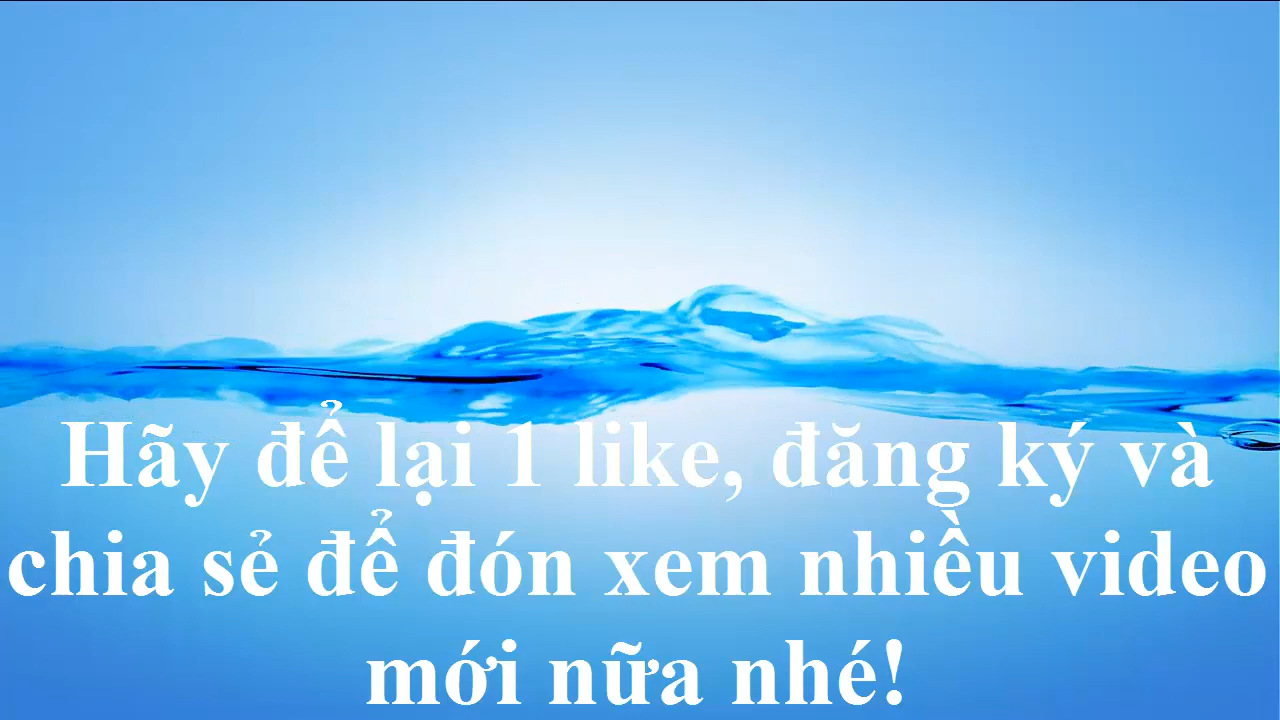 Hãy để lại 1 like, đăng ký và
chia sẻ để đón xem nhiều video
mới nữa nhé!